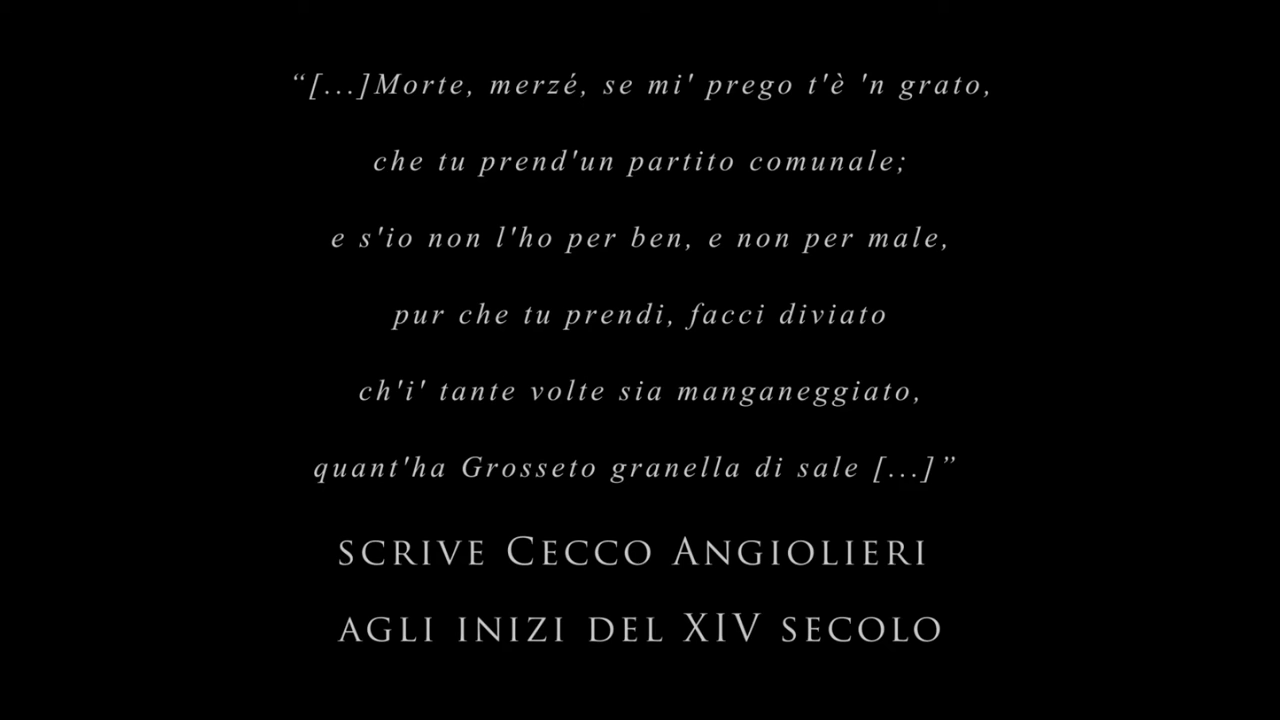 “[...]Morte, merzé, se mi' prego t'è 'n grato,
che tu prend'un partito comunale;
e s'io non l'ho per ben, e non per male,
pur che tu prendi, facci diviato
ch'i' tante volte sia manganeggiato,
quant'ha Grosseto granella di sale [...]”
SCRIVE CECCO ANGIOLIERI
AGLI INIZI DEL XIV SECOLO